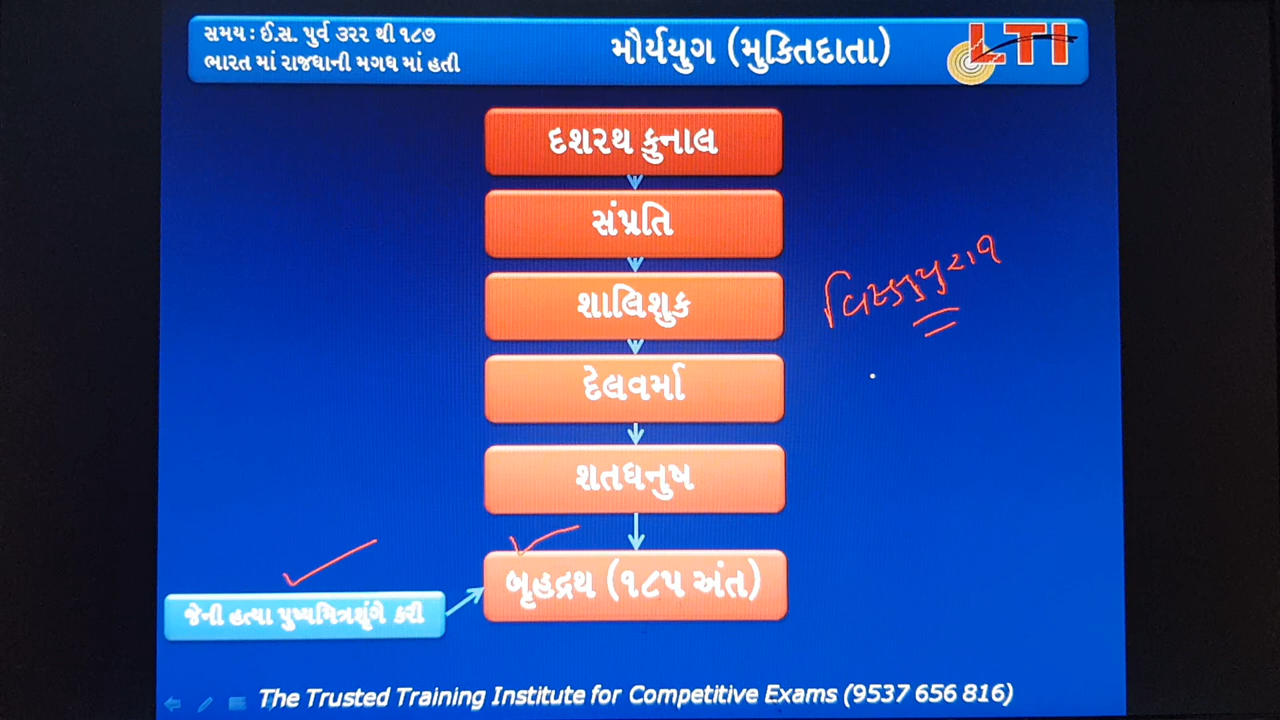 સમય : ઈ.સ. પુર્વ ૩૨૨ થી ૧૮૭
ભારત માં રાજધાની મગધ માં હતી
મૌર્યયુગ (મુકિતદાતા)
LTI
દશરથ કુનાલ
સંપ્રતિ
શાલિશુક
દેલવર્મા
શતધનુષ
બૃહદ્રથ (૧૮૫ અંત)
જેની હત્યા પુષ્યમિત્રશૃંગે કરી
The Trusted Training Institute for Competitive Exams (9537 656 816)